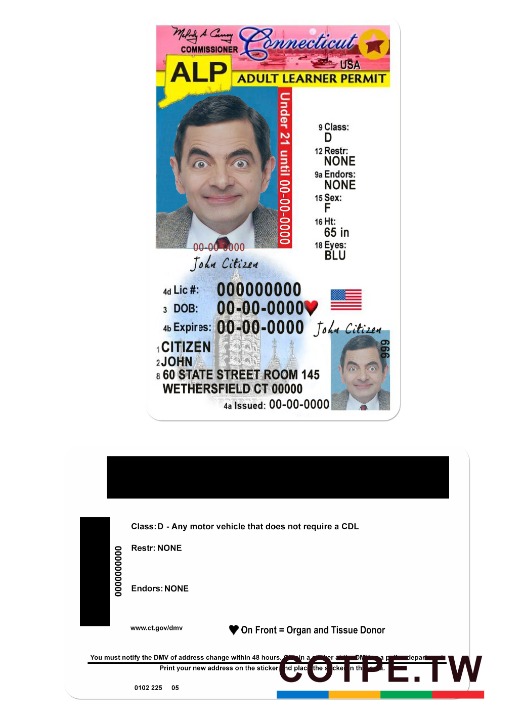 Melody A Currey
COMMISSIONER
Connecticut
USA
ALP
ADULT LEARNER PERMIT
Under 21 until 00-00-0000
9 Class:
D
12 Restr:
NONE
9a Endors:
NONE
15 Sex:
F
16 Ht:
65 in
18 Eyes:
BLU
00-00-0000
John Citizen
4d Lic #: 000000000
3 DOB: 00-00-0000
4b Expires: 00-00-0000
John Citizen
1 CITIZEN
2 JOHN
8 60 STATE STREET ROOM 145
WETHERSFIELD CT 00000
4a Issued: 00-00-0000
666
Class: D - Any motor vehicle that does not require a CDL
0000000000
Restr: NONE
Endors: NONE
www.ct.gov/dmv
On Front = Organ and Tissue Donor
You must notify the DMV of address change within 48 hours.
Print your new address on the sticker and place the sticker in
0102 225 05
COTPE.TW